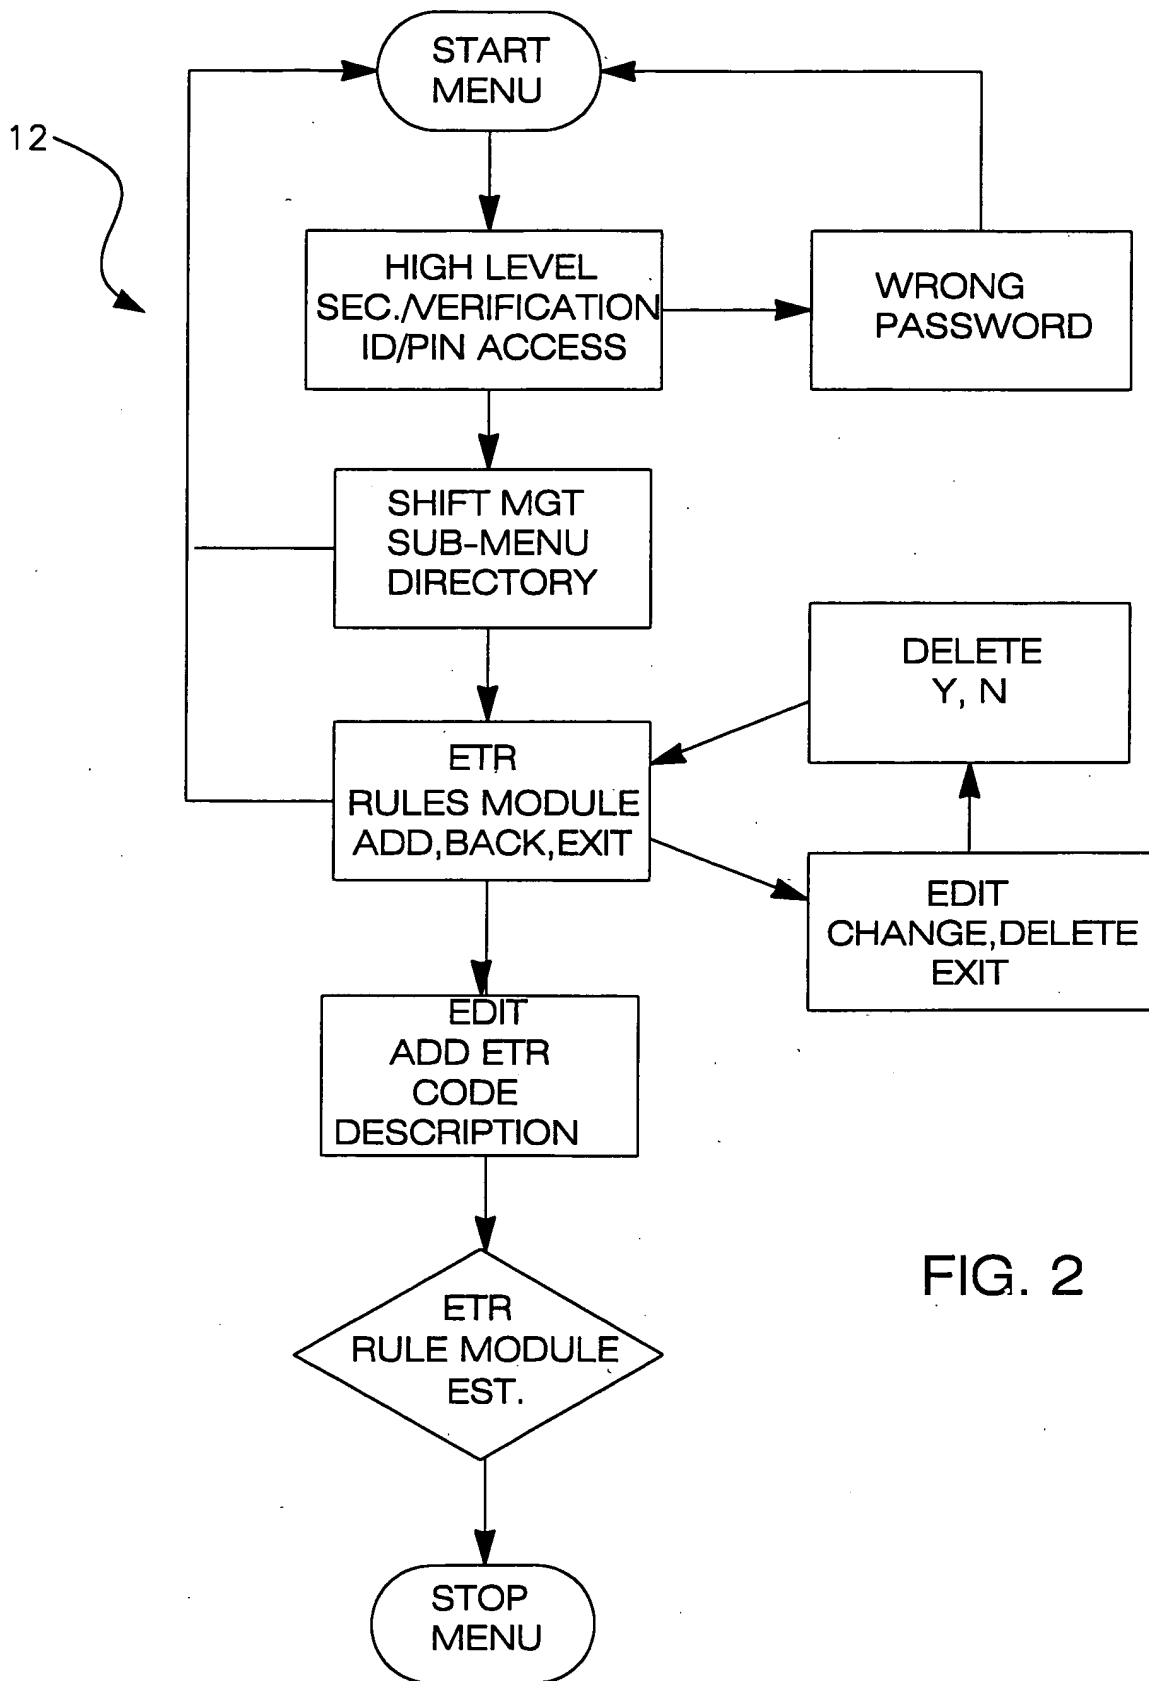 START
MENU
12
HIGH LEVEL
SEC./VERIFICATION
ID/PIN ACCESS
WRONG
PASSWORD
SHIFT MGT
SUB-MENU
DIRECTORY
DELETE
Y, N
ETR
RULES MODULE
ADD,BACK,EXIT
EDIT
CHANGE,DELETE
EXIT
EDIT
ADD ETR
CODE
DESCRIPTION
FIG. 2
ETR
RULE MODULE
EST.
STOP
MENU